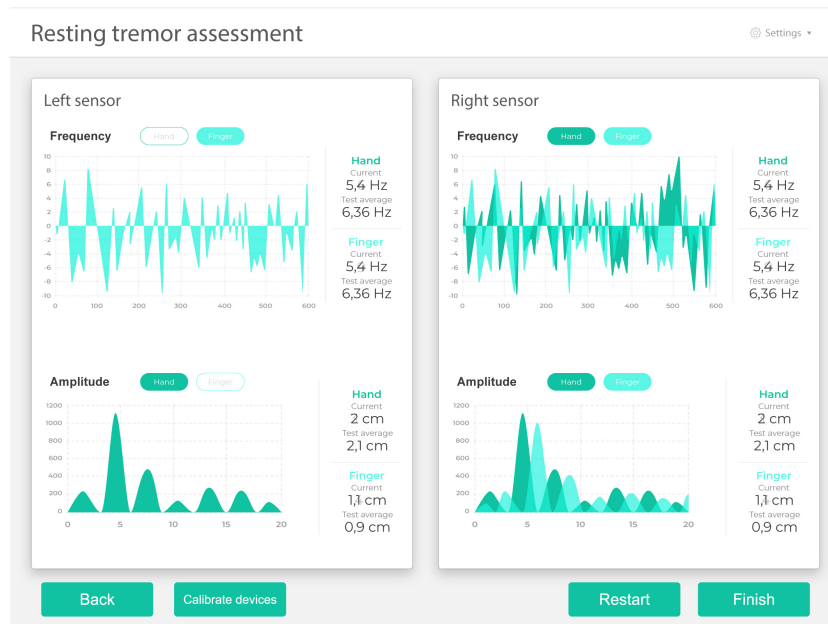 Resting tremor assessment
Settings
Left sensor
Frequency Hand Finger
10
8
6
4
2
0
-2
-4
-6
-8
-10
0 100 200 300 400 500 600
Hand
Current
5,4 Hz
Test average
6,36 Hz
Finger
Current
5,4 Hz
Test average
6,36 Hz
Amplitude Hand Finger
1200
1000
800
600
400
200
0
0 5 10 15 20
Hand
Current
2 cm
Test average
2,1 cm
Finger
Current
1,1 cm
Test average
0,9 cm
Right sensor
Frequency Hand Finger
10
8
6
4
2
0
-2
-4
-6
-8
-10
0 100 200 300 400 500 600
Hand
Current
5,4 Hz
Test average
6,36 Hz
Finger
Current
5,4 Hz
Test average
6,36 Hz
Amplitude Hand Finger
1200
1000
800
600
400
200
0
0 5 10 15 20
Hand
Current
2 cm
Test average
2,1 cm
Finger
Current
1,1 cm
Test average
0,9 cm
Back Calibrate devices Restart Finish